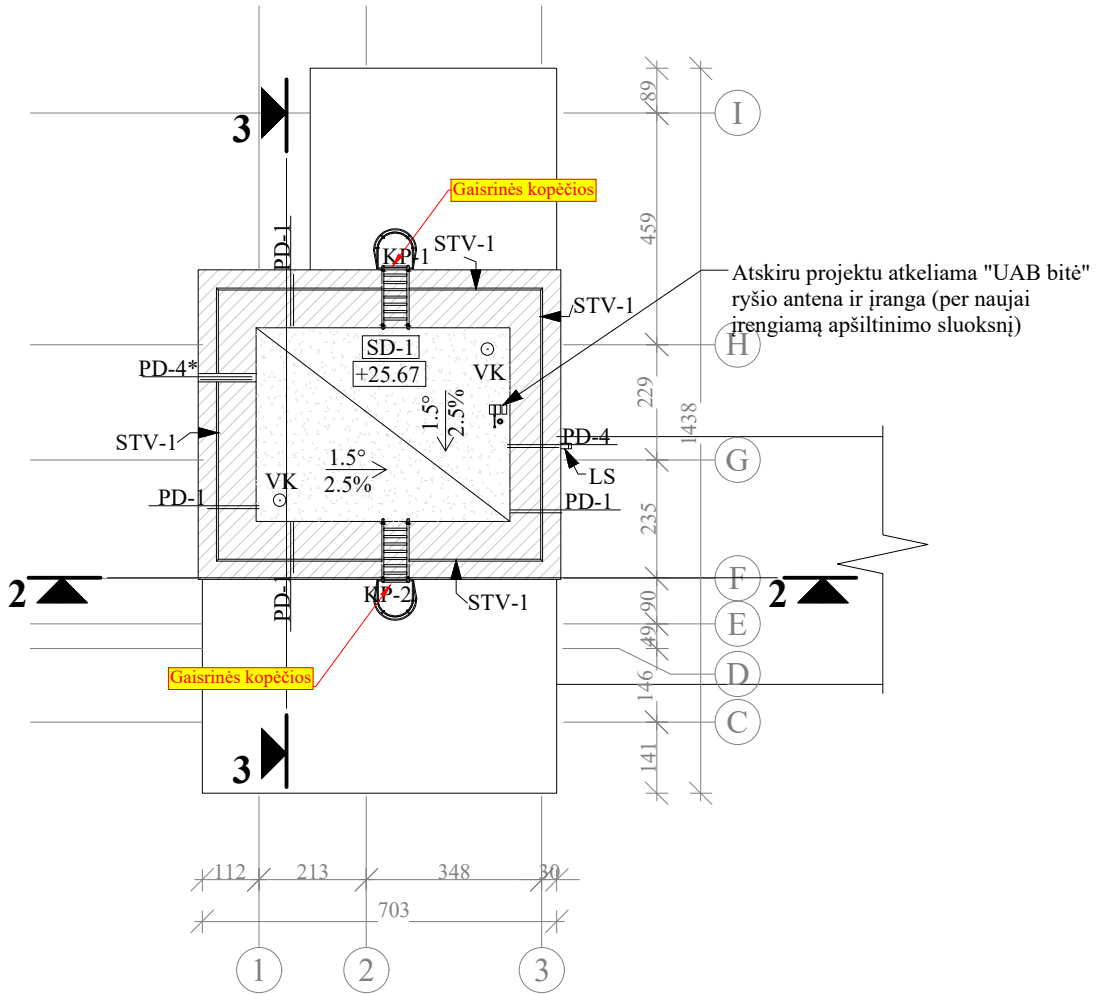 89
I
3
Gaisrinės kopėčios
459
STV-1
KP-1
PD-1
Atskiru projektu atkeliama "UAB bitė"
ryšio antena ir įranga (per naujai
įrengiamą apšiltinimo sluoksnį)
STV-1
H
SD-1
+25.67
VK
PD-4*
229
1438
1.5°
2.5%
STV-1
PD-4
G
1.5°
2.5%
LS
VK
PD-1
PD-1
235
F
2
2
PD-1
KP-2
STV-1
90
E
49
Gaisrinės kopėčios
D
146
C
141
3
112
213
348
30
703
1
2
3